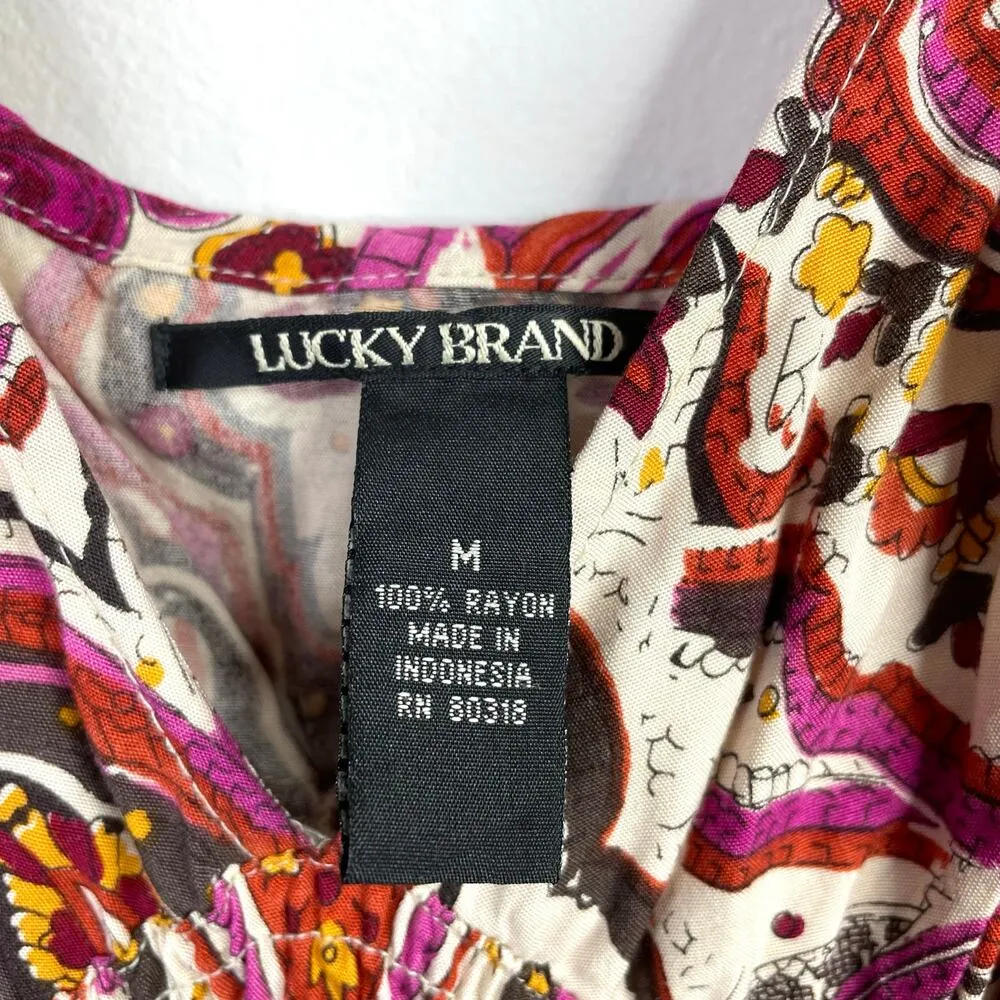 LUCKY BRAND
M
100% RAYON
MADE IN
INDONESIA
RN 80318